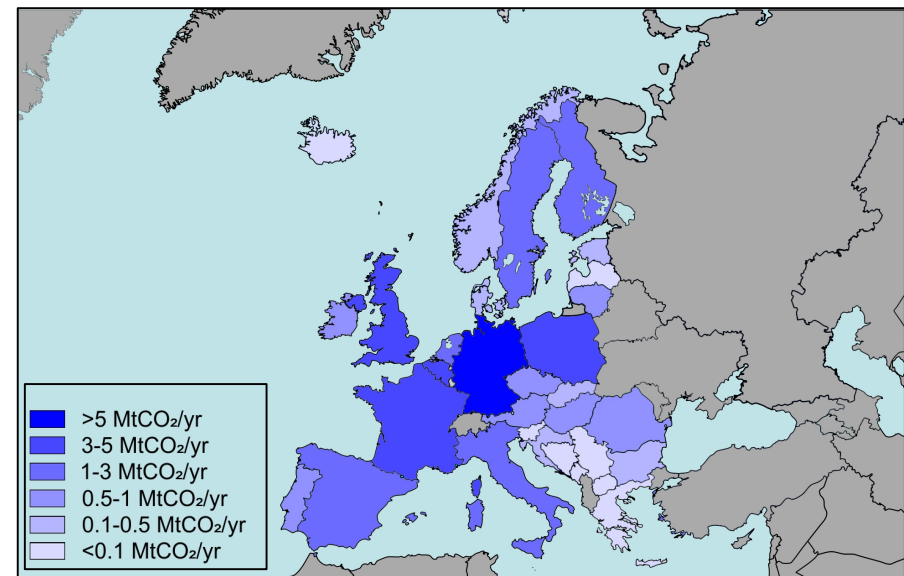 >5 MtCO₂/yr
3-5 MtCO₂/yr
1-3 MtCO₂/yr
0.5-1 MtCO₂/yr
0.1-0.5 MtCO₂/yr
<0.1 MtCO₂/yr